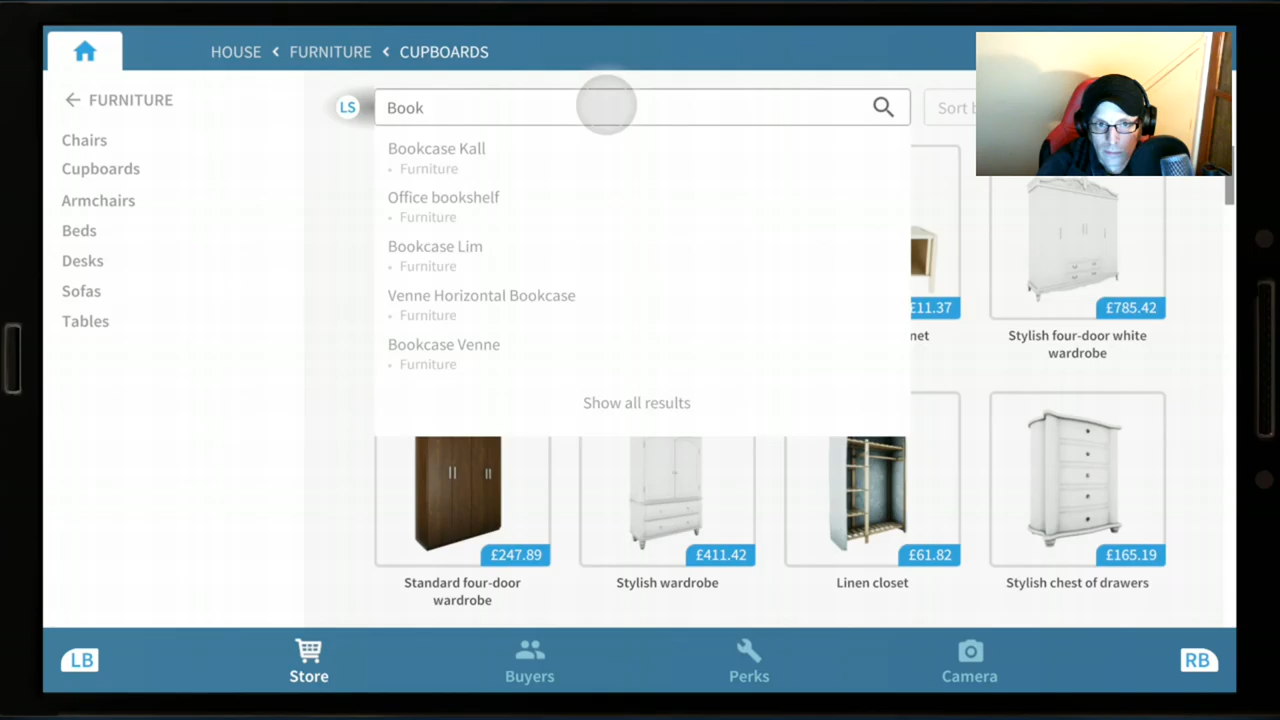 HOUSE < FURNITURE < CUPBOARDS
FURNITURE
Chairs
Cupboards
Armchairs
Beds
Desks
Sofas
Tables
LS
Book
Sort b
Bookcase Kall
• Furniture
Office bookshelf
• Furniture
Bookcase Lim
• Furniture
Venne Horizontal Bookcase
• Furniture
Bookcase Venne
• Furniture
Show all results
£11.37
£785.42
net
Stylish four-door white
wardrobe
£247.89
£411.42
£61.82
£165.19
Standard four-door
wardrobe
Stylish wardrobe
Linen closet
Stylish chest of drawers
LB
Store
Buyers
Perks
Camera
RB